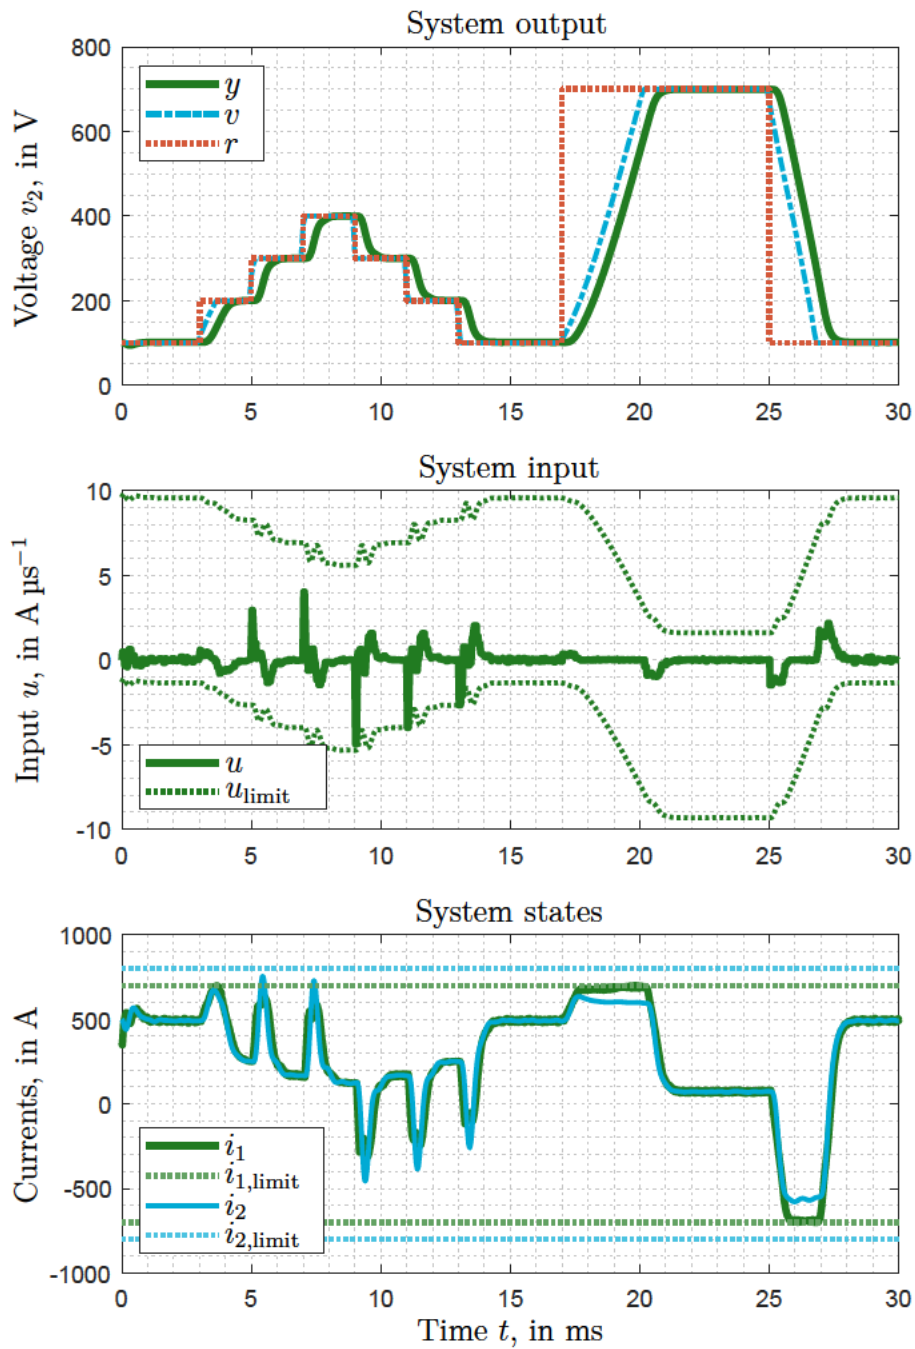 System output
Voltage v₂, in V
800
600
400
200
0
y
v
r
0 5 10 15 20 25 30
System input
Input u, in A µs⁻¹
10
5
0
-5
-10
u
u_limit
0 5 10 15 20 25 30
System states
Currents, in A
1000
500
0
-500
-1000
i₁
i₁,limit
i₂
i₂,limit
0 5 10 15 20 25 30
Time t, in ms